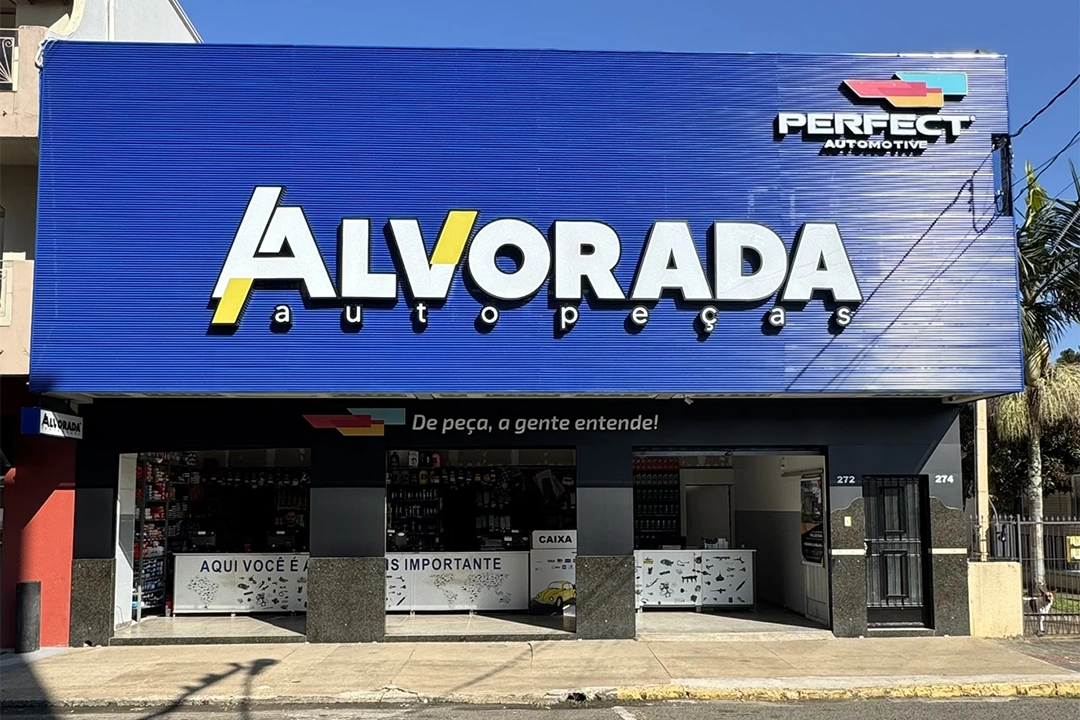 PERFECT
AUTOMOTIVE
ALVORADA
autopeças
De peça, a gente entende!
ALVORADA
272
274
CAIXA
AQUI VOCÊ É A
IS IMPORTANTE